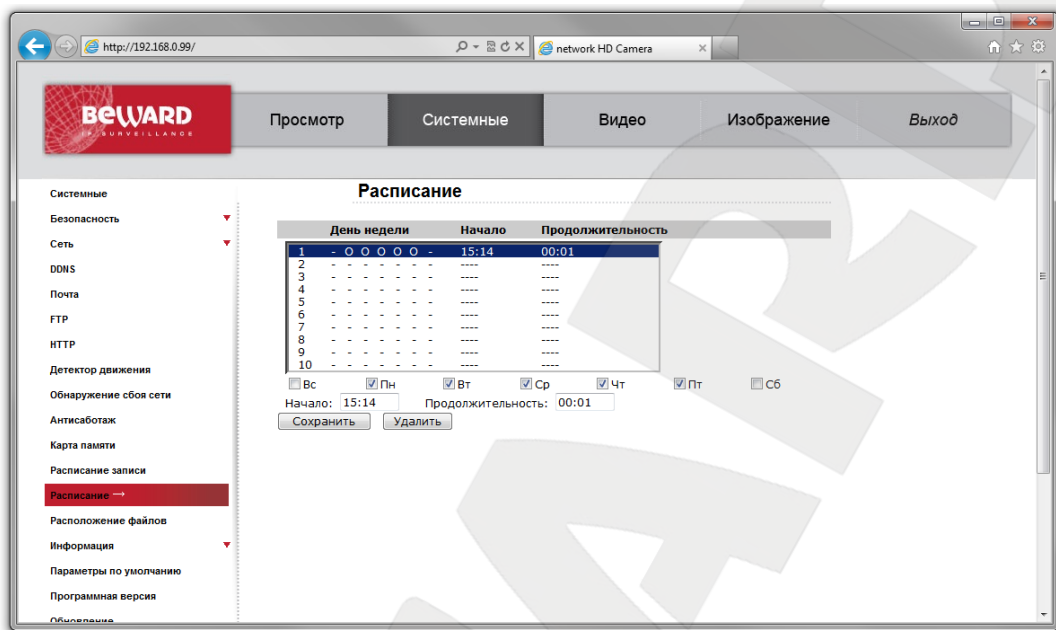 http://192.168.0.99/
network HD Camera
BEWARD
IP SURVEILLANCE
Просмотр Системные Видео Изображение Выход
Системные
Безопасность
Сеть
DDNS
Почта
FTP
HTTP
Детектор движения
Обнаружение сбоя сети
Антисаботаж
Карта памяти
Расписание записи
Расписание →
Расположение файлов
Информация
Параметры по умолчанию
Программная версия
Обновление
Расписание
День недели Начало Продолжительность
1 - O O O O O - 15:14 00:01
2 - - - - - - - ---- ----
3 - - - - - - - ---- ----
4 - - - - - - - ---- ----
5 - - - - - - - ---- ----
6 - - - - - - - ---- ----
7 - - - - - - - ---- ----
8 - - - - - - - ---- ----
9 - - - - - - - ---- ----
10 - - - - - - - ---- ----
Вс Пн Вт Ср Чт Пт Сб
Начало: 15:14 Продолжительность: 00:01
Сохранить Удалить